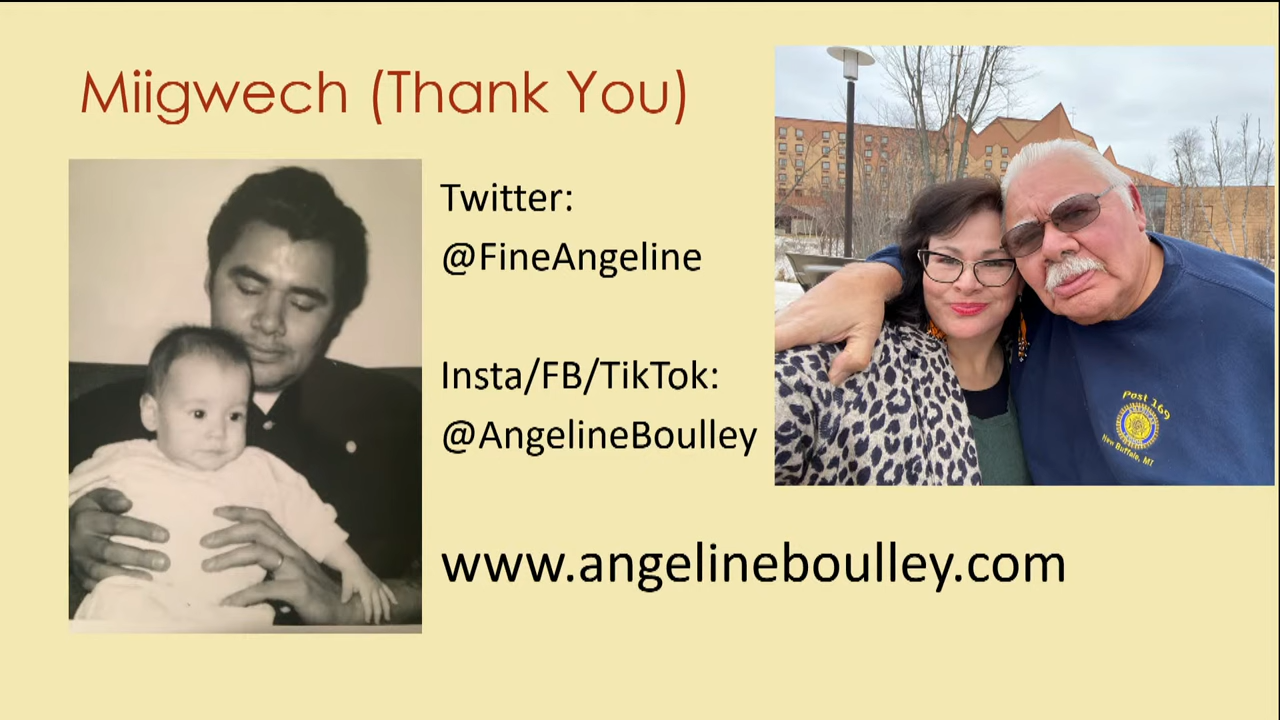 Miigwech (Thank You)
Twitter:
@FineAngeline
Insta/FB/TikTok:
@AngelineBoulley
www.angelineboulley.com
Post 169
New Buffalo, MI